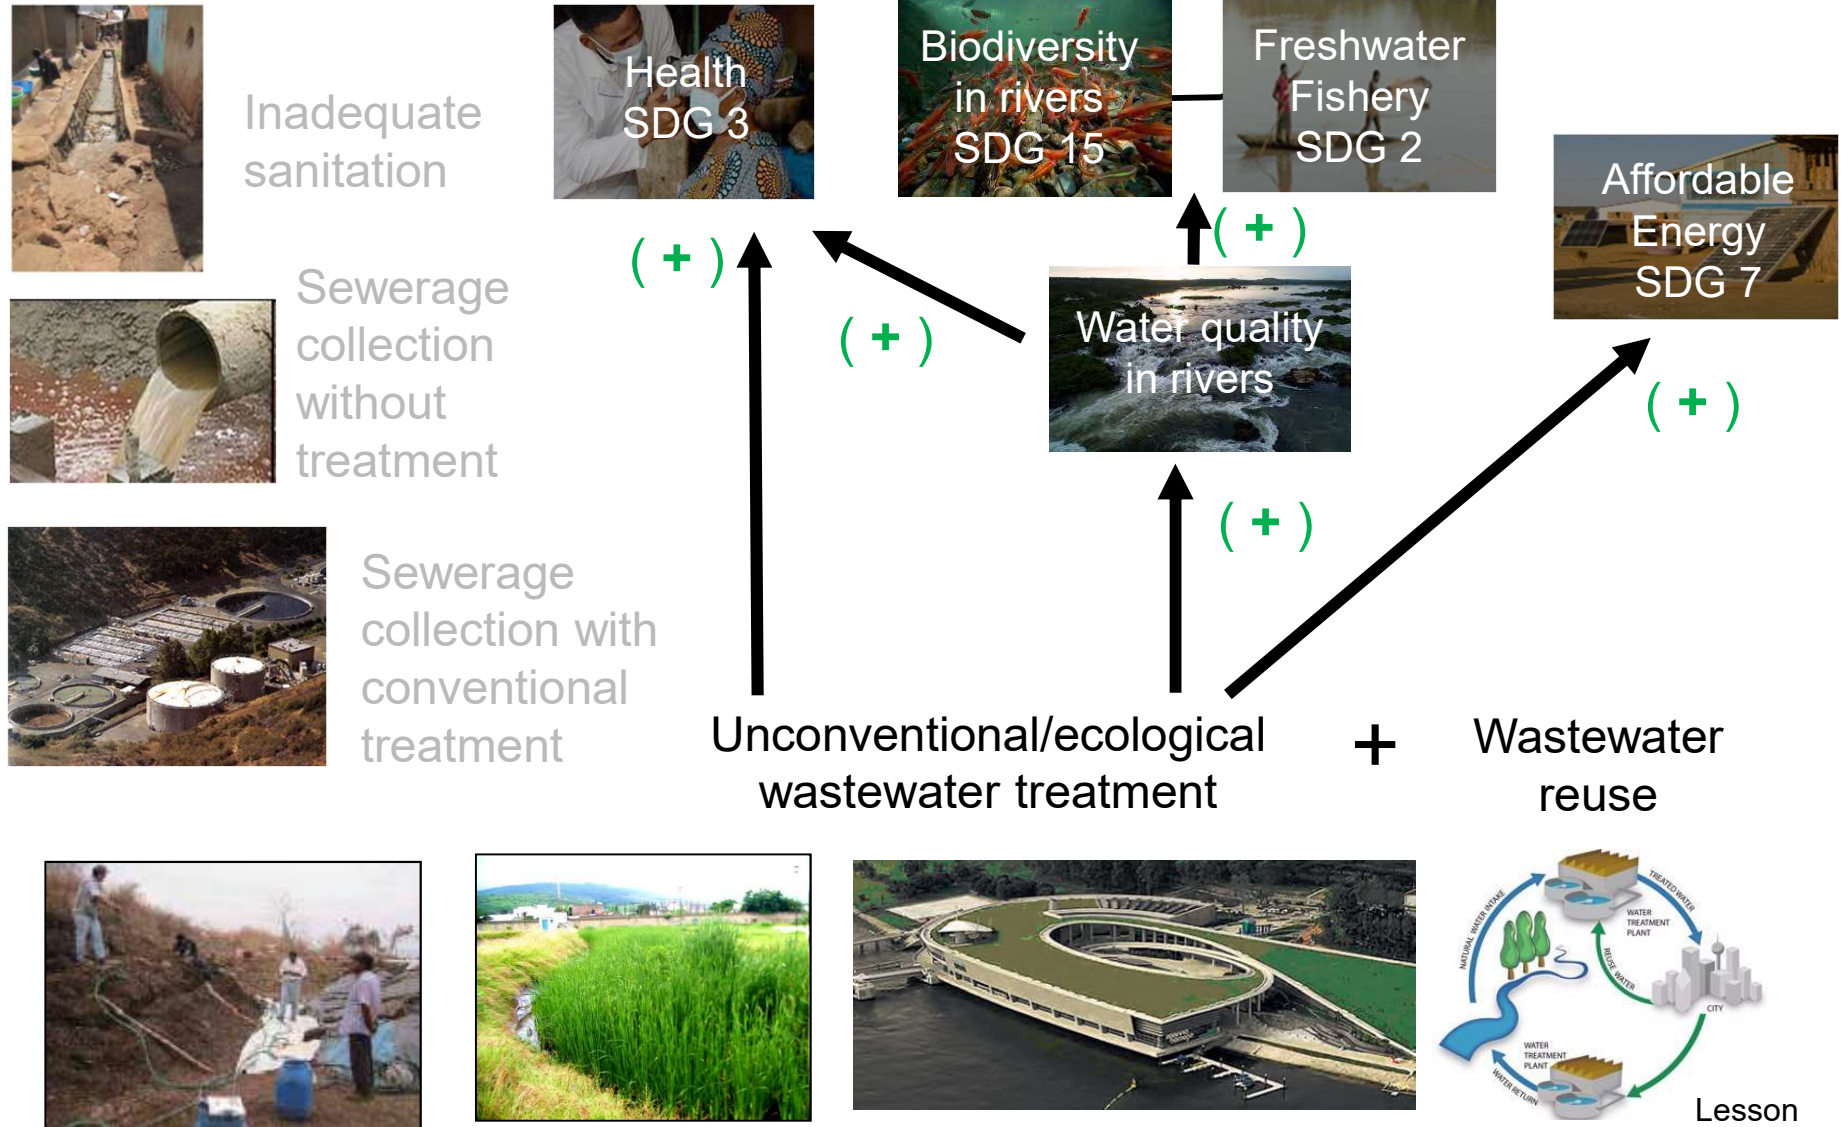 Inadequate
sanitation
Health
SDG 3
Biodiversity
in rivers
SDG 15
Freshwater
Fishery
SDG 2
Affordable
Energy
SDG 7
( + )
( + )
( + )
( + )
( + )
Water quality
in rivers
Sewerage
collection
without
treatment
Sewerage
collection with
conventional
treatment
Unconventional/ecological
wastewater treatment
+
Wastewater
reuse
NATURAL WATER INTAKE
TREATED WATER
WATER
TREATMENT
PLANT
REUSE WATER
CITY
WATER
TREATMENT
PLANT
WATER RETURN
Lesson